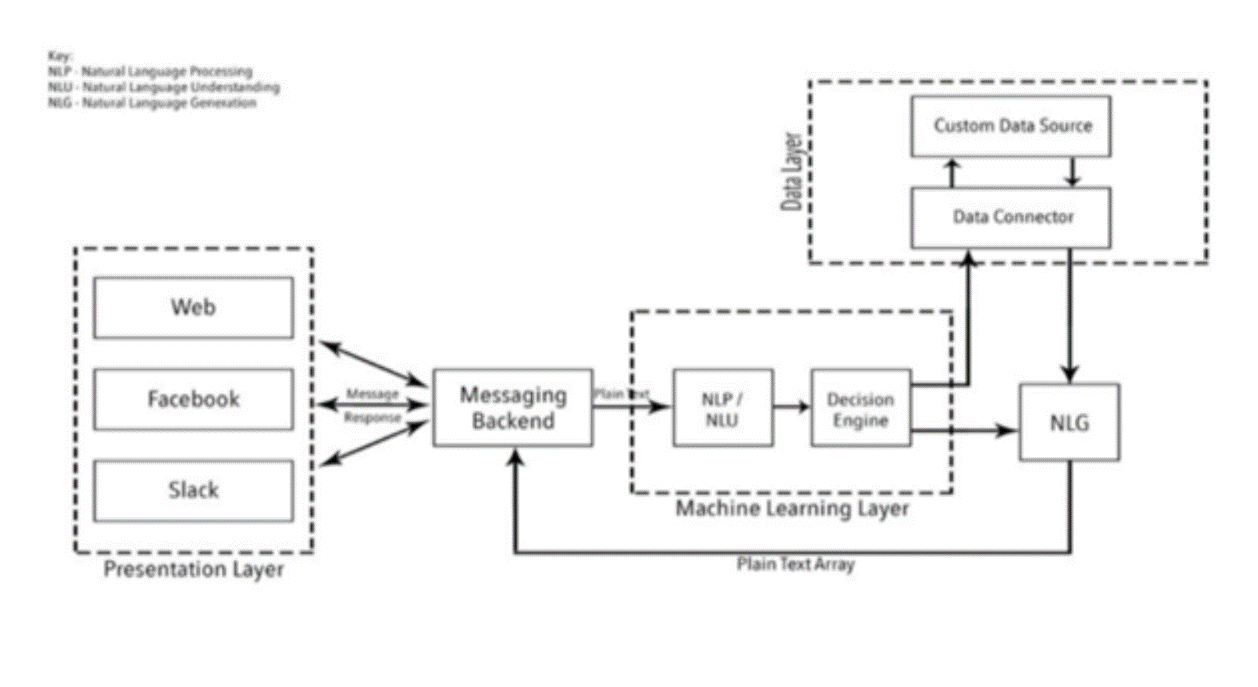 Key:
NLP - Natural Language Processing
NLU - Natural Language Understanding
NLG - Natural Language Generation
Data Layer
Custom Data Source
Data Connector
Web
Facebook
Slack
Presentation Layer
Message
Response
Messaging
Backend
Plain Text
NLP /
NLU
Decision
Engine
Machine Learning Layer
NLG
Plain Text Array